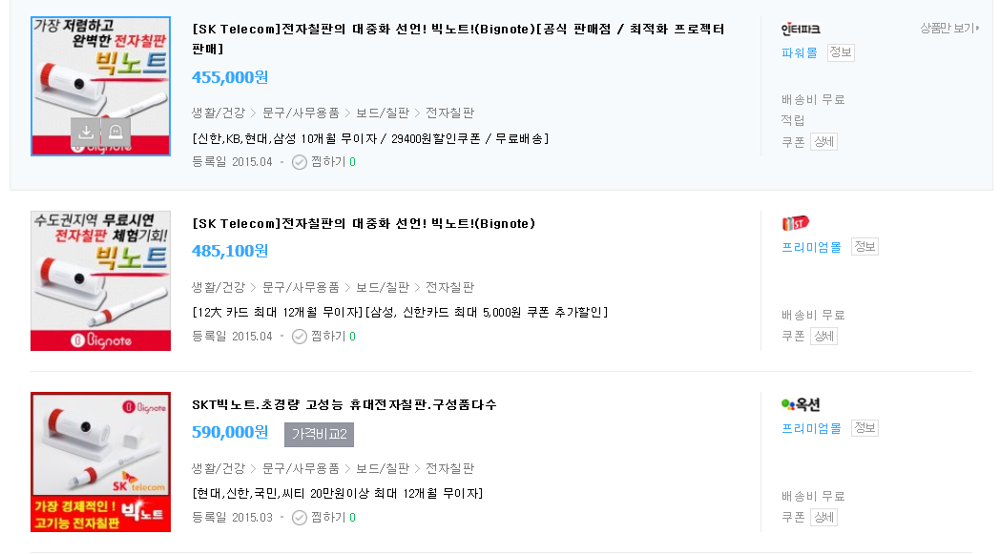 가장 저렴하고
완벽한 전자칠판
빅노트
Bignote
[SK Telecom]전자칠판의 대중화 선언! 빅노트!(Bignote)[공식 판매점 / 최적화 프로젝터
판매]
455,000원
생활/건강 > 문구/사무용품 > 보드/칠판 > 전자칠판
[신한,KB,현대,삼성 10개월 무이자 / 29400원할인쿠폰 / 무료배송]
등록일 2015.04 - 찜하기 0
인터파크
상품만 보기
파워몰 정보
배송비 무료
적립
쿠폰 상세
수도권지역 무료시연
전자칠판 체험기회!
빅노트
Bignote
[SK Telecom]전자칠판의 대중화 선언! 빅노트!(Bignote)
485,100원
생활/건강 > 문구/사무용품 > 보드/칠판 > 전자칠판
[12大 카드 최대 12개월 무이자][삼성, 신한카드 최대 5,000원 쿠폰 추가할인]
등록일 2015.04 - 찜하기 0
11ST
프리미엄몰 정보
배송비 무료
쿠폰 상세
Bignote
SK telecom
가장 경제적인 !
고기능 전자칠판
빅노트
SKT빅노트.초경량 고성능 휴대전자칠판.구성품다수
590,000원 가격비교2
생활/건강 > 문구/사무용품 > 보드/칠판 > 전자칠판
[현대,신한,국민,씨티 20만원이상 최대 12개월 무이자]
등록일 2015.03 - 찜하기 0
옥션
프리미엄몰 정보
배송비 무료
쿠폰 상세